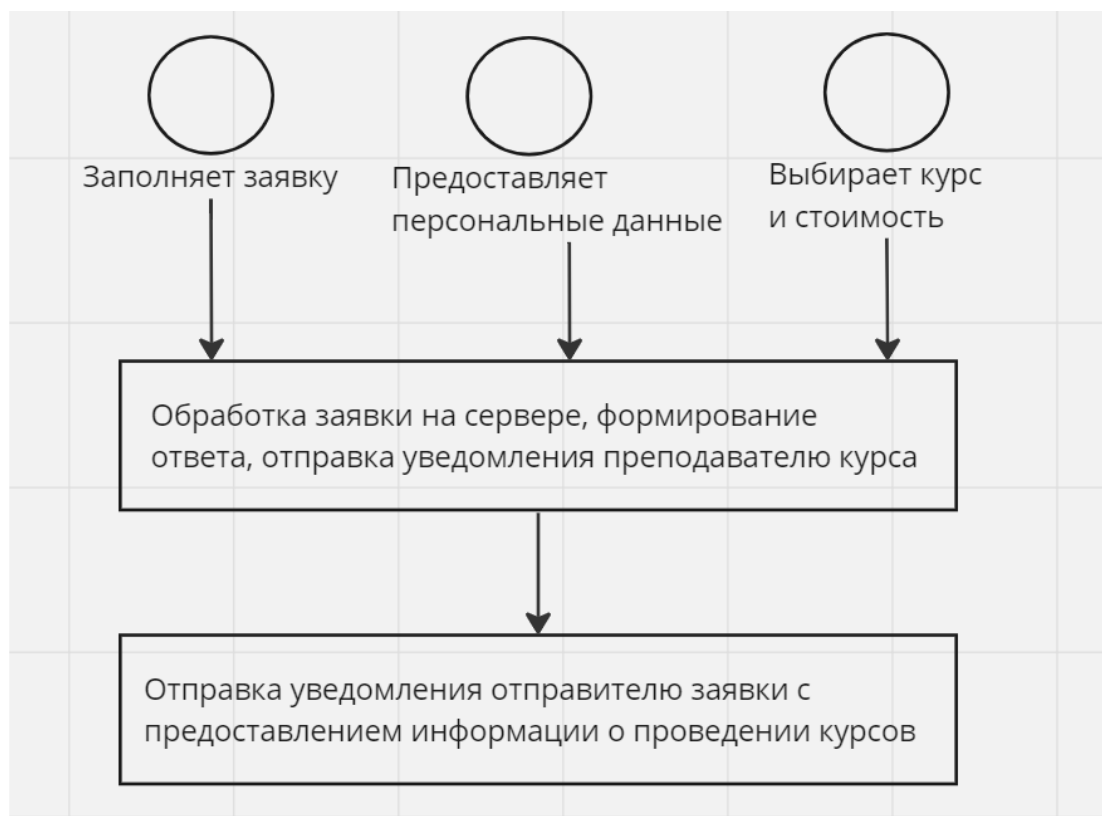 Заполняет заявку
Предоставляет
персональные данные
Выбирает курс
и стоимость
Обработка заявки на сервере, формирование
ответа, отправка уведомления преподавателю курса
Отправка уведомления отправителю заявки с
предоставлением информации о проведении курсов